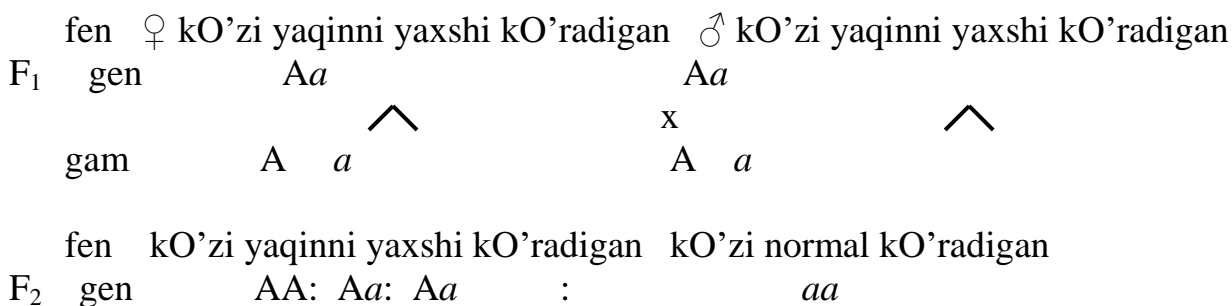 fen ♀ kO’zi yaqinni yaxshi kO’radigan ♂ kO’zi yaqinni yaxshi kO’radigan
F₁ gen Aa Aa
x
gam A a A a
fen kO’zi yaqinni yaxshi kO’radigan kO’zi normal kO’radigan
F₂ gen AA: Aa: Aa : aa